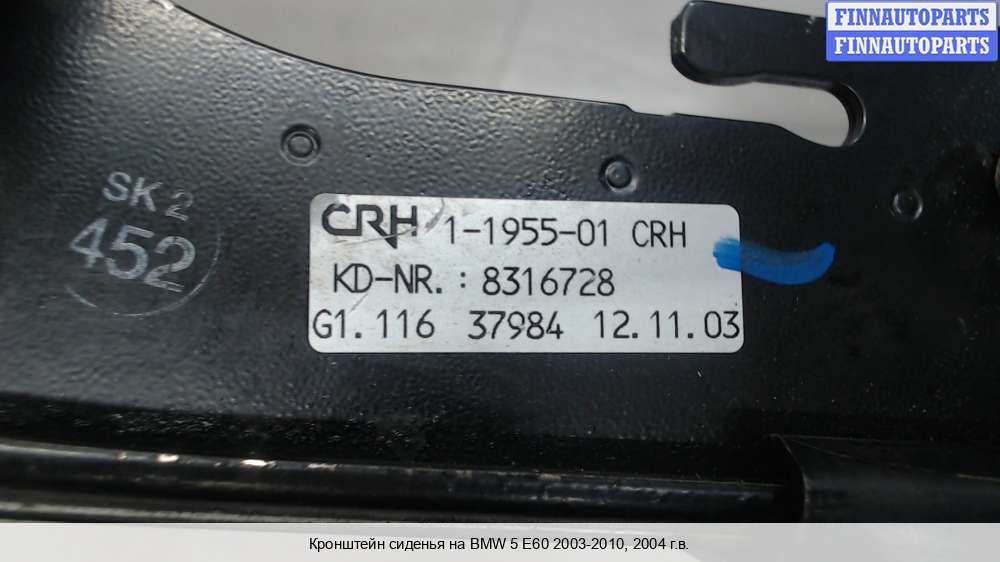 FINNAUTOPARTS
FINNAUTOPARTS
SK 2
452
CRH 1-1955-01 CRH
KD-NR. : 8316728
G1. 116 37984 12.11.03
Кронштейн сиденья на BMW 5 E60 2003-2010, 2004 г.в.